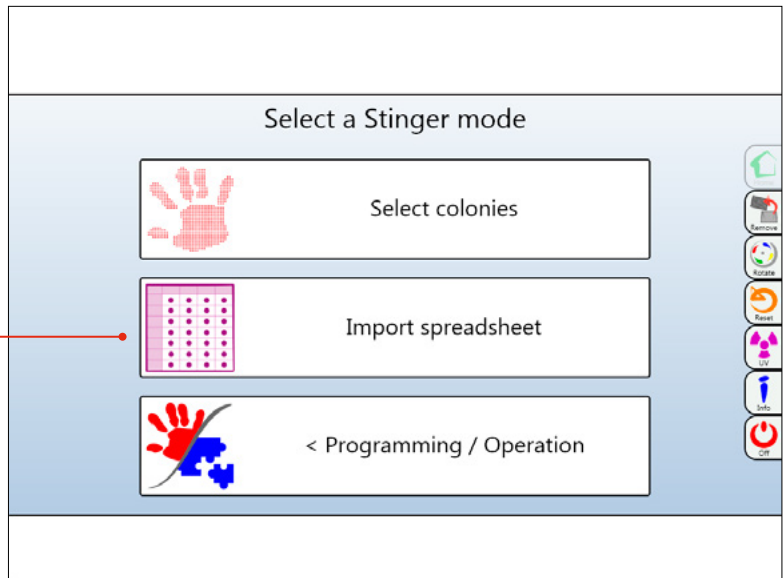 Select a Stinger mode
Select colonies
Import spreadsheet
< Programming / Operation
Remove
Rotate
Reset
UV
Info
Off